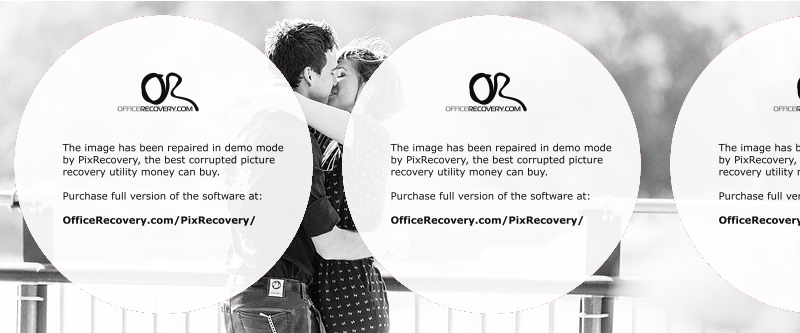 OR
OFFICERECOVERY.COM
The image has been repaired in demo mode
by PixRecovery, the best corrupted picture
recovery utility money can buy.
Purchase full version of the software at:
OfficeRecovery.com/PixRecovery/
OR
OFFICERECOVERY.COM
The image has been repaired in demo mode
by PixRecovery, the best corrupted picture
recovery utility money can buy.
Purchase full version of the software at:
OfficeRecovery.com/PixRecovery/
The image has been
by PixRecovery,
recovery utility
Purchase full